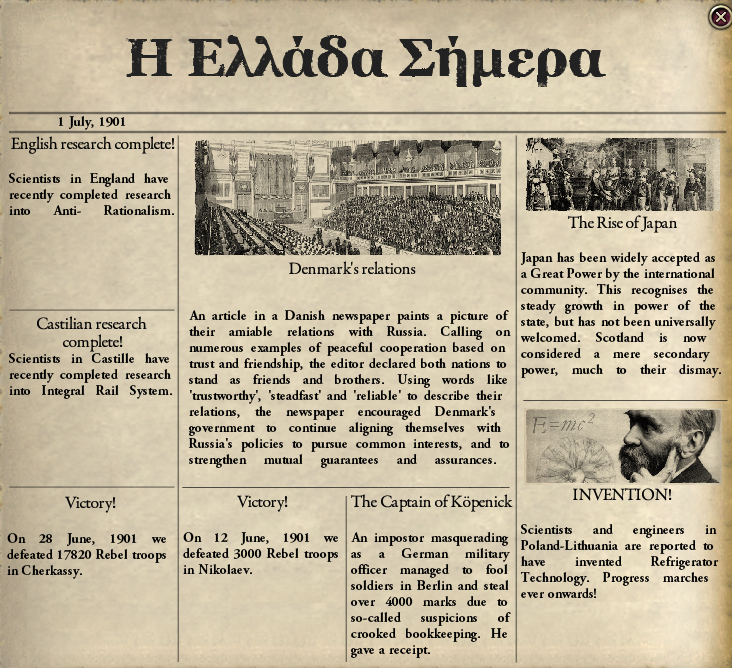 Η Ελλάδα Σήμερα
1 July, 1901
English research complete!
Scientists in England have
recently completed research
into Anti- Rationalism.
Castilian research
complete!
Scientists in Castille have
recently completed research
into Integral Rail System.
Victory!
On 28 June, 1901 we
defeated 17820 Rebel troops
in Cherkassy.
Denmark's relations
An article in a Danish newspaper paints a picture of
their amiable relations with Russia. Calling on
numerous examples of peaceful cooperation based on
trust and friendship, the editor declared both nations to
stand as friends and brothers. Using words like
'trustworthy', 'steadfast' and 'reliable' to describe their
relations, the newspaper encouraged Denmark's
government to continue aligning themselves with
Russia's policies to pursue common interests, and to
strengthen mutual guarantees and assurances.
Victory!
On 12 June, 1901 we
defeated 3000 Rebel troops
in Nikolaev.
The Captain of Köpenick
An impostor masquerading
as a German military
officer managed to fool
soldiers in Berlin and steal
over 4000 marks due to
so-called suspicions of
crooked bookkeeping. He
gave a receipt.
The Rise of Japan
Japan has been widely accepted as
a Great Power by the international
community. This recognises the
steady growth in power of the
state, but has not been universally
welcomed. Scotland is now
considered a mere secondary
power, much to their dismay.
E=mc²
INVENTION!
Scientists and engineers in
Poland-Lithuania are reported to
have invented Refrigerator
Technology. Progress marches
ever onwards!